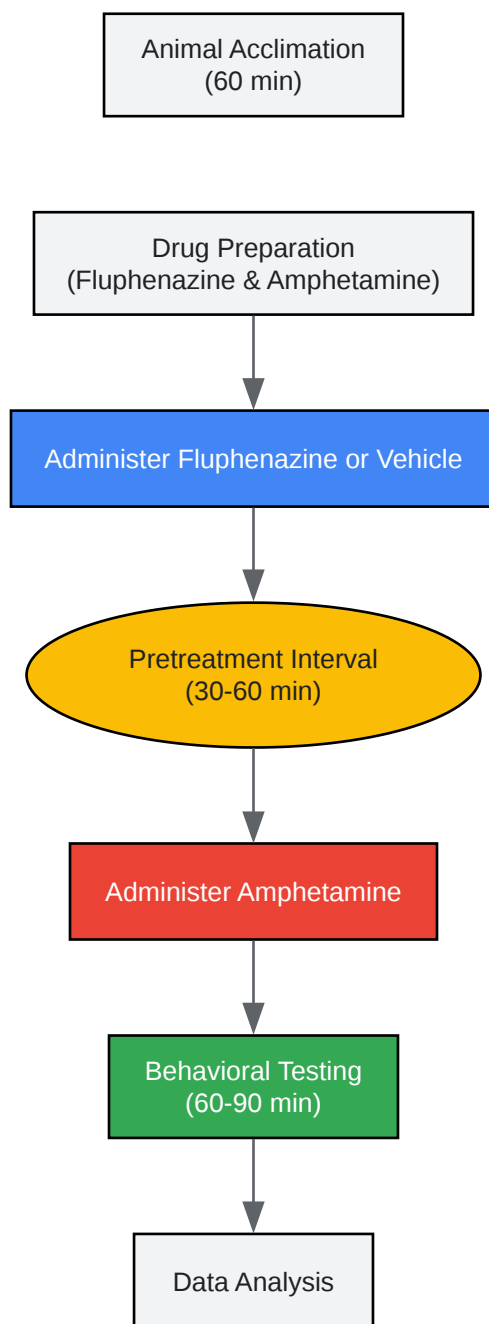 Animal Acclimation
(60 min)
Drug Preparation
(Fluphenazine & Amphetamine)
Administer Fluphenazine or Vehicle
Pretreatment Interval
(30-60 min)
Administer Amphetamine
Behavioral Testing
(60-90 min)
Data Analysis